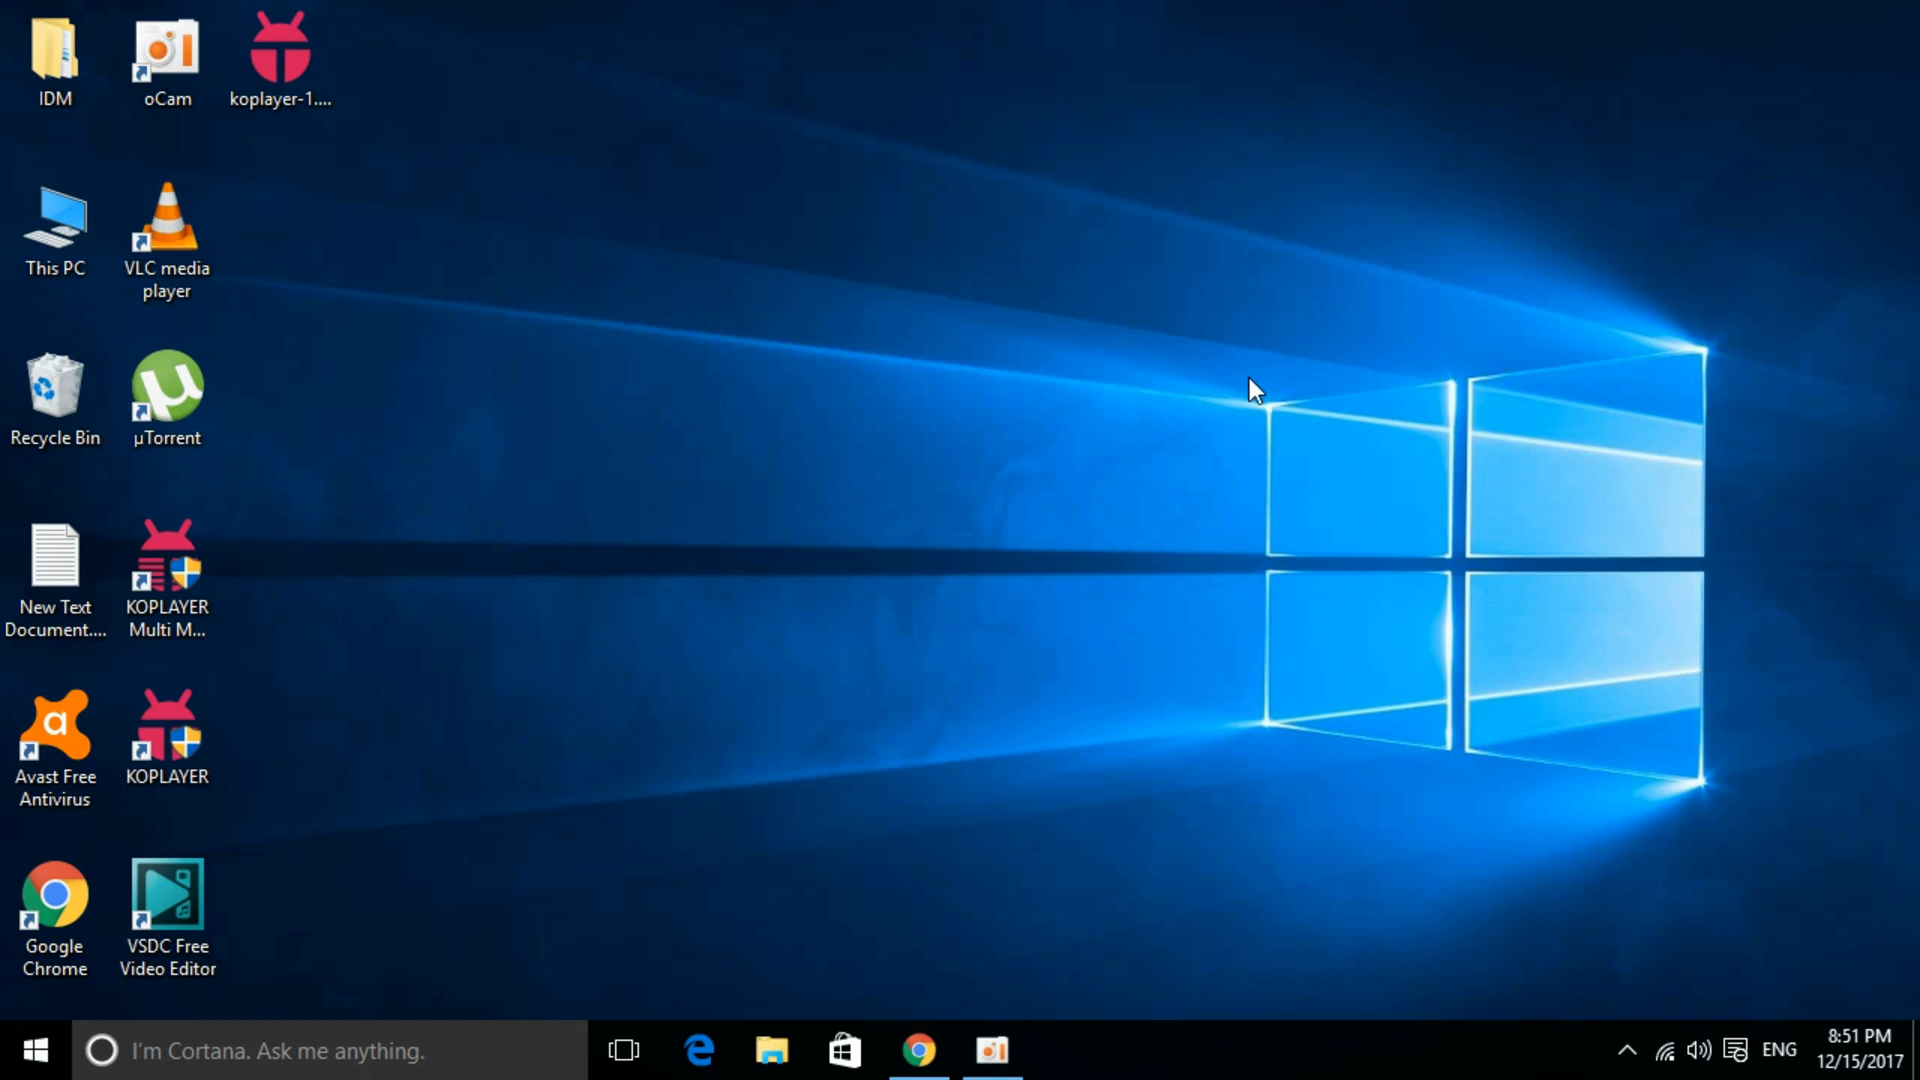 IDM
oCam
koplayer-1....
This PC
VLC media
player
Recycle Bin
µTorrent
New Text
Document....
KOPLAYER
Multi M...
Avast Free
Antivirus
KOPLAYER
Google
Chrome
VSDC Free
Video Editor
I'm Cortana. Ask me anything.
ENG
8:51 PM
12/15/2017